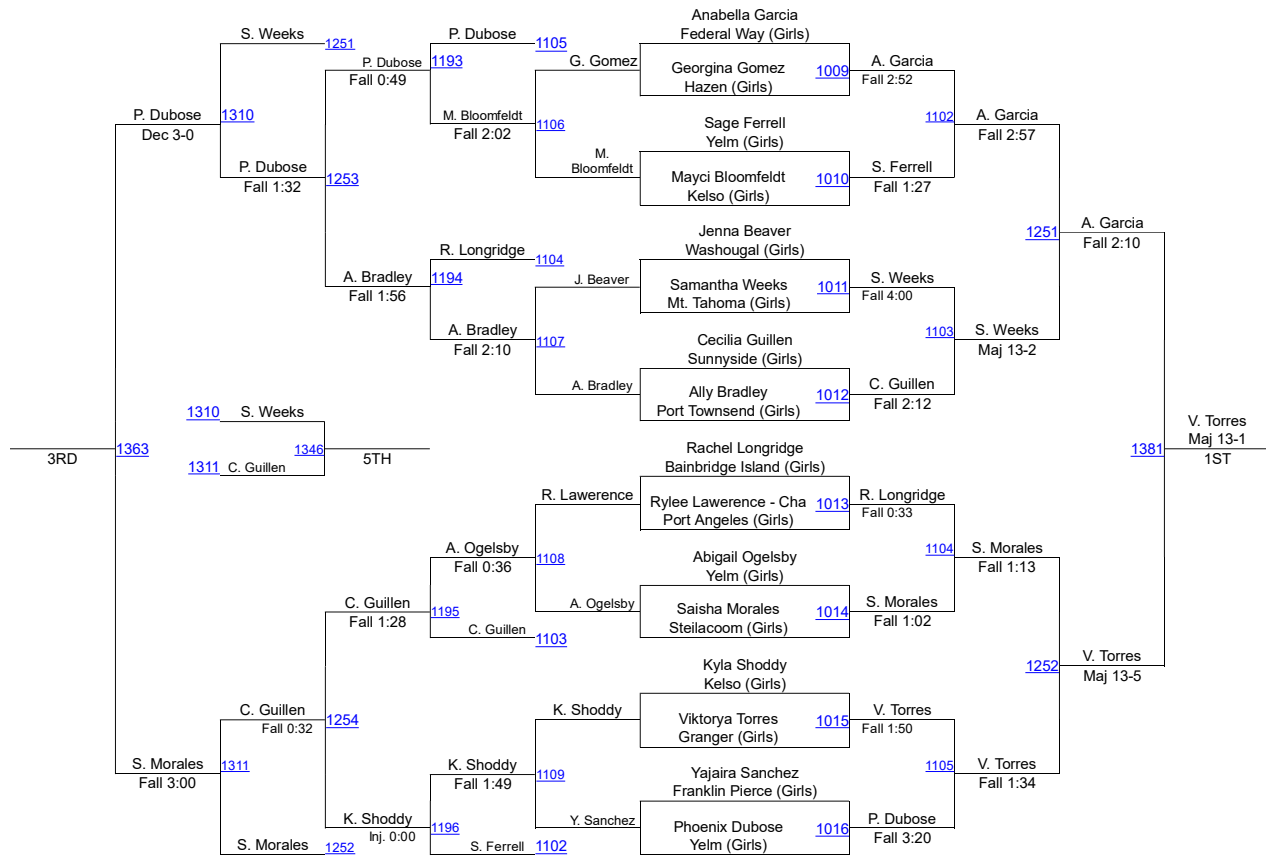 Anabella Garcia
Federal Way (Girls)
S. Weeks
1251
P. Dubose
1105
P. Dubose
1193
Fall 0:49
G. Gomez
Georgina Gomez
Hazen (Girls)
1009
A. Garcia
Fall 2:52
P. Dubose
1310
Dec 3-0
M. Bloomfeldt
1106
Fall 2:02
Sage Ferrell
Yelm (Girls)
1102
A. Garcia
Fall 2:57
P. Dubose
1253
Fall 1:32
M.
Bloomfeldt
Mayci Bloomfeldt
Kelso (Girls)
1010
S. Ferrell
Fall 1:27
Jenna Beaver
Washougal (Girls)
1251
A. Garcia
Fall 2:10
R. Longridge
1104
A. Bradley
1194
Fall 1:56
J. Beaver
Samantha Weeks
Mt. Tahoma (Girls)
1011
S. Weeks
Fall 4:00
A. Bradley
1107
Fall 2:10
Cecilia Guillen
Sunnyside (Girls)
1103
S. Weeks
Maj 13-2
A. Bradley
Ally Bradley
Port Townsend (Girls)
1012
C. Guillen
Fall 2:12
1310
S. Weeks
1346
5TH
1311
C. Guillen
3RD
1363
Rachel Longridge
Bainbridge Island (Girls)
1381
V. Torres
Maj 13-1
1ST
R. Lawerence
Rylee Lawerence - Cha
Port Angeles (Girls)
1013
R. Longridge
Fall 0:33
A. Ogelsby
1108
Fall 0:36
Abigail Ogelsby
Yelm (Girls)
1104
S. Morales
Fall 1:13
C. Guillen
1195
Fall 1:28
C. Guillen
1103
A. Ogelsby
Saisha Morales
Steilacoom (Girls)
1014
S. Morales
Fall 1:02
Kyla Shoddy
Kelso (Girls)
1252
V. Torres
Maj 13-5
C. Guillen
1254
Fall 0:32
K. Shoddy
Viktorya Torres
Granger (Girls)
1015
V. Torres
Fall 1:50
S. Morales
1311
Fall 3:00
K. Shoddy
1109
Fall 1:49
Yajaira Sanchez
Franklin Pierce (Girls)
1105
V. Torres
Fall 1:34
K. Shoddy
1196
Inj. 0:00
Y. Sanchez
Phoenix Dubose
Yelm (Girls)
1016
P. Dubose
Fall 3:20
S. Morales
1252
S. Ferrell
1102